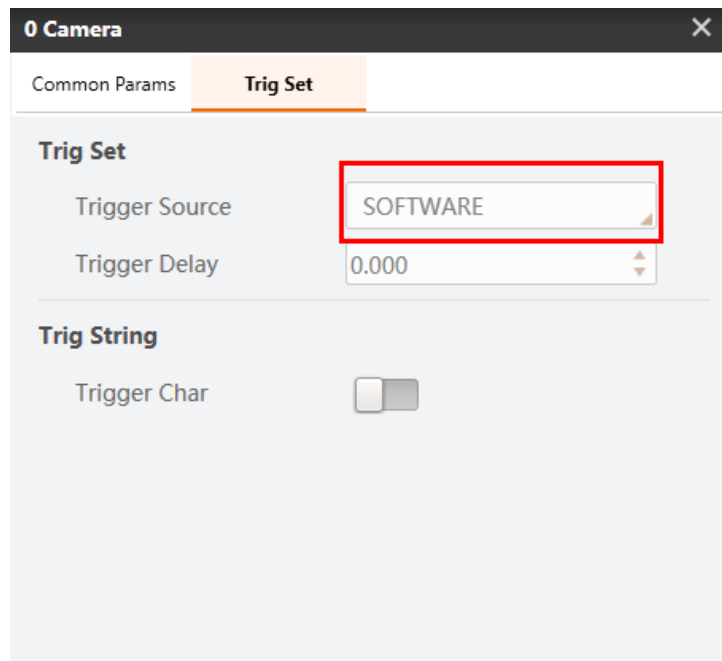 0 Camera
Common Params Trig Set
Trig Set
Trigger Source SOFTWARE
Trigger Delay 0.000
Trig String
Trigger Char